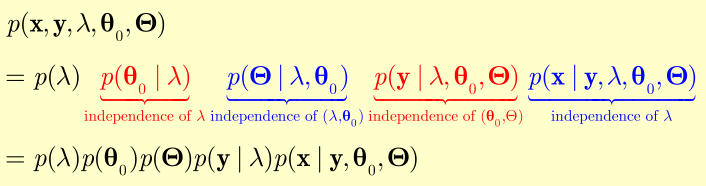 p(x, y, λ, θ₀, Θ)
= p(λ) p(θ₀ | λ) p(Θ | λ, θ₀) p(y | λ, θ₀, Θ) p(x | y, λ, θ₀, Θ)
independence of λ independence of (λ,θ₀) independence of (θ₀,Θ) independence of λ
= p(λ)p(θ₀)p(Θ)p(y | λ)p(x | y, θ₀, Θ)